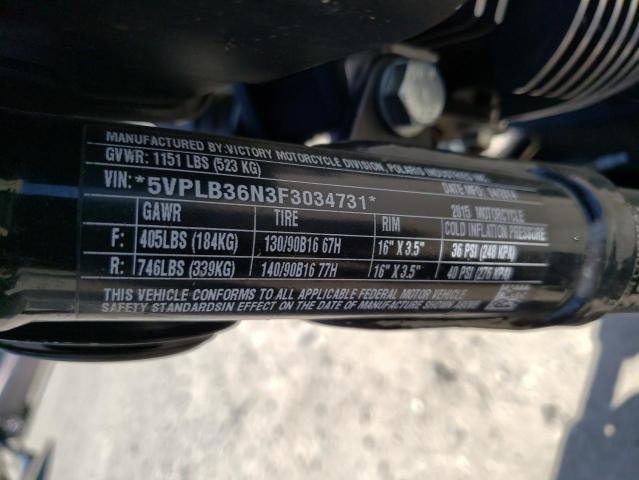 MANUFACTURED BY: VICTORY MOTORCYCLE DIVISION, POLARIS INDUSTRIES INC
GVWR: 1151 LBS (523 KG)
VIN: *5VPLB36N3F3034731* DATE MFD:
2015 MOTORCYCLE
GAWR TIRE RIM COLD INFLATION PRESSURE
F: 405LBS (184KG) 130/90B16 67H 16" X 3.5" 36 PSI (248 KPA)
R: 746LBS (339KG) 140/90B16 77H 16" X 3.5" 40 PSI (276 KPA)
THIS VEHICLE CONFORMS TO ALL APPLICABLE FEDERAL MOTOR VEHICLE
SAFETY STANDARDSIN EFFECT ON THE DATE OF MANUFACTURE SHOWN ABOVE